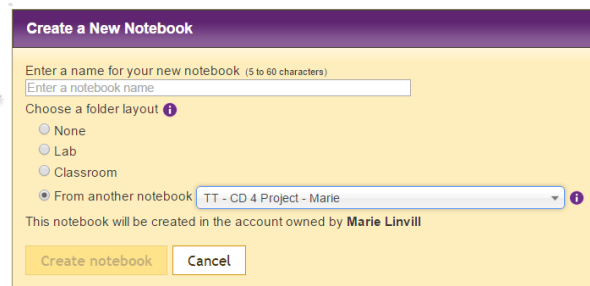 Create a New Notebook
Enter a name for your new notebook (5 to 60 characters)
Enter a notebook name
Choose a folder layout i
None
Lab
Classroom
From another notebook TT - CD 4 Project - Marie i
This notebook will be created in the account owned by Marie Linvill
Create notebook Cancel